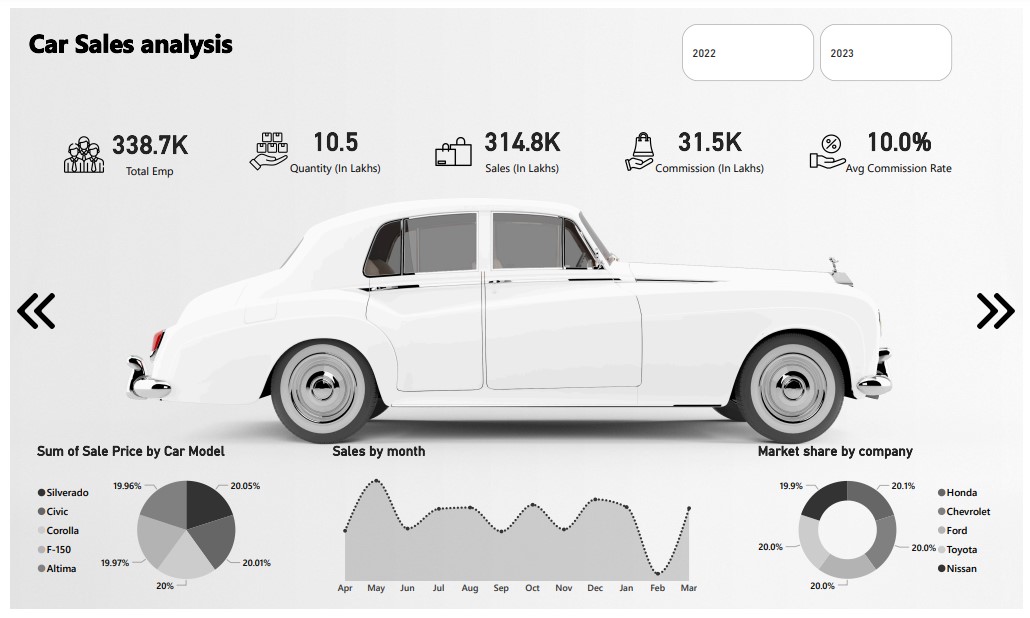 Car Sales analysis
2022
2023
338.7K
Total Emp
10.5
Quantity (In Lakhs)
314.8K
Sales (In Lakhs)
31.5K
Commission (In Lakhs)
10.0%
Avg Commission Rate
Sum of Sale Price by Car Model
Silverado
Civic
Corolla
F-150
Altima
19.96%
20.05%
19.97%
20.01%
20%
Sales by month
Apr May Jun Jul Aug Sep Oct Nov Dec Jan Feb Mar
Market share by company
19.9%
20.1%
20.0%
20.0%
20.0%
Honda
Chevrolet
Ford
Toyota
Nissan